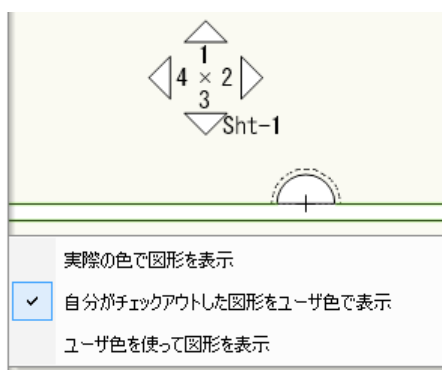 1
4 × 2
3
Sht-1
実際の色で図形を表示
自分がチェックアウトした図形をユーザ色で表示
ユーザ色を使って図形を表示